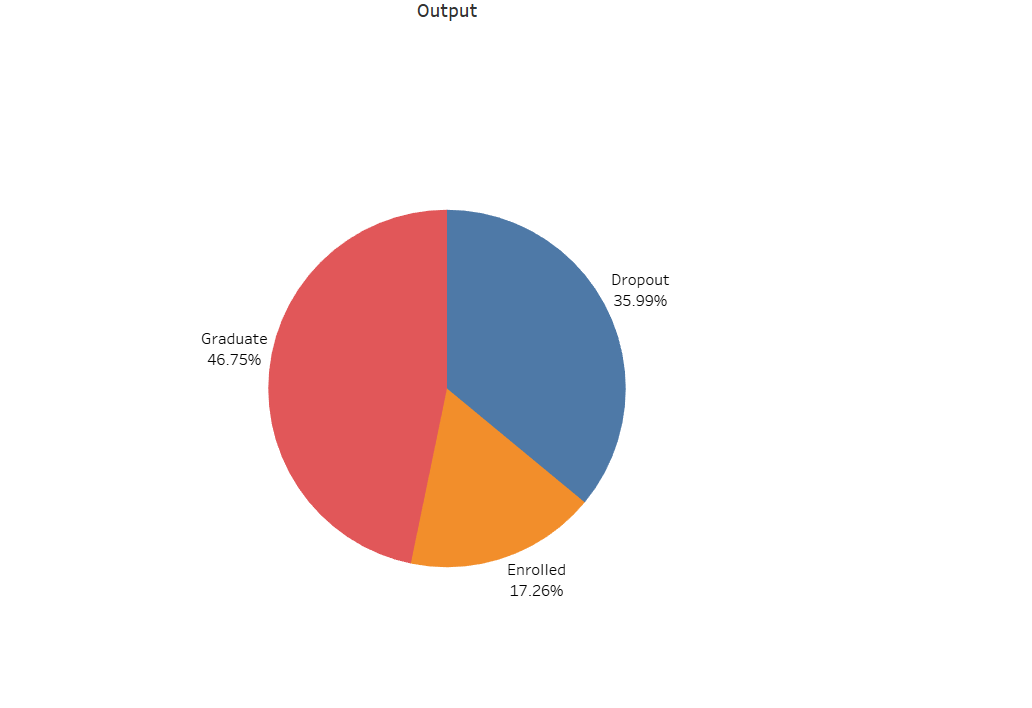 Output
Dropout
35.99%
Graduate
46.75%
Enrolled
17.26%